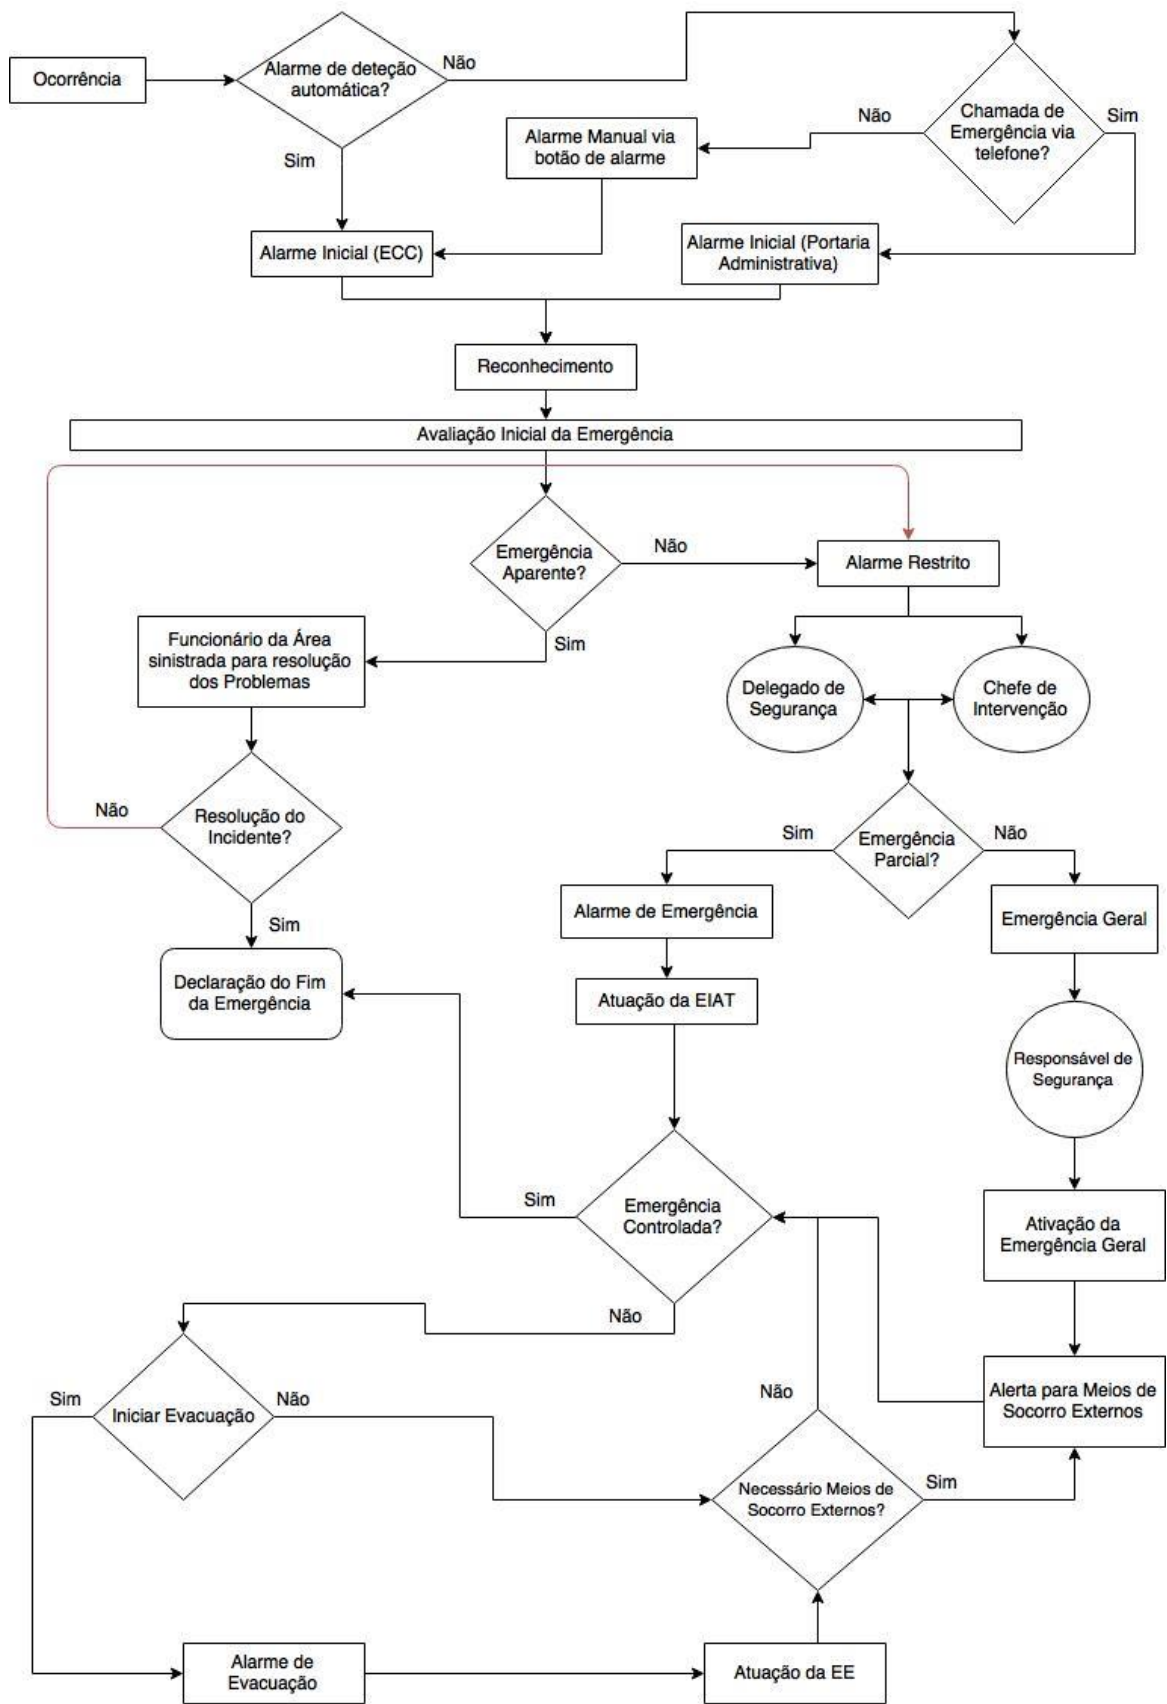 Ocorrência
Alarme de deteção
automática?
Não
Sim
Chamada de
Emergência via
telefone?
Não
Sim
Alarme Manual via
botão de alarme
Alarme Inicial (ECC)
Alarme Inicial (Portaria
Administrativa)
Reconhecimento
Avaliação Inicial da Emergência
Emergência
Aparente?
Não
Sim
Alarme Restrito
Funcionário da Área
sinistrada para resolução
dos Problemas
Delegado de
Segurança
Chefe de
Intervenção
Não
Resolução do
Incidente?
Sim
Sim
Emergência
Parcial?
Não
Alarme de Emergência
Emergência Geral
Declaração do Fim
da Emergência
Atuação da EIAT
Responsável de
Segurança
Sim
Emergência
Controlada?
Não
Ativação da
Emergência Geral
Sim
Iniciar Evacuação
Não
Não
Alerta para Meios de
Socorro Externos
Necessário Meios de
Socorro Externos?
Sim
Alarme de
Evacuação
Atuação da EE